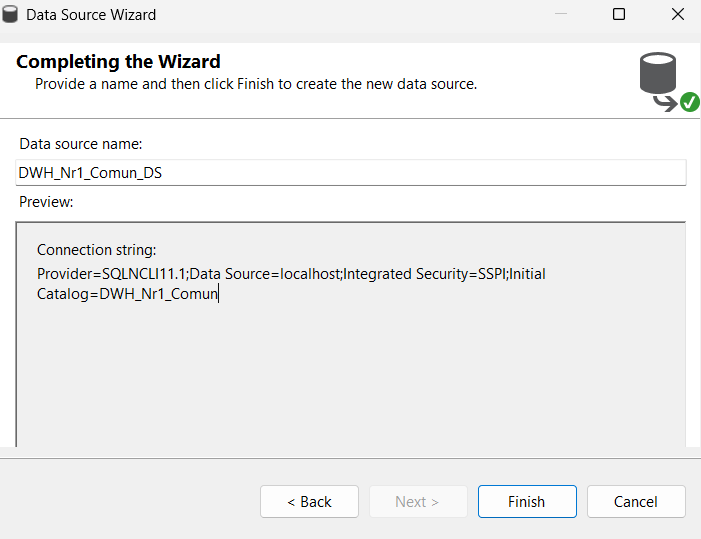 Data Source Wizard
Completing the Wizard
Provide a name and then click Finish to create the new data source.
Data source name:
DWH_Nr1_Comun_DS
Preview:
Connection string:
Provider=SQLNCLI11.1;Data Source=localhost;Integrated Security=SSPI;Initial
Catalog=DWH_Nr1_Comun
< Back
Next >
Finish
Cancel